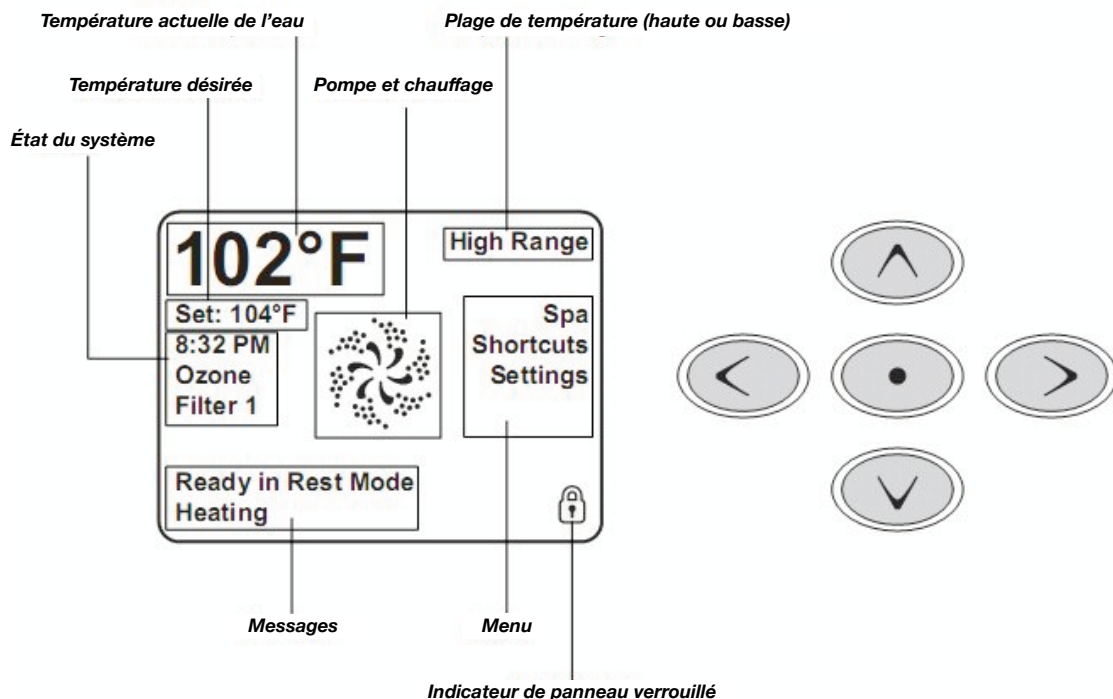 Température actuelle de l’eau
Plage de température (haute ou basse)
Température désirée
Pompe et chauffage
État du système
102°F
High Range
Set: 104°F
8:32 PM
Ozone
Filter 1
Spa
Shortcuts
Settings
Ready in Rest Mode
Heating
Messages
Menu
Indicateur de panneau verrouillé